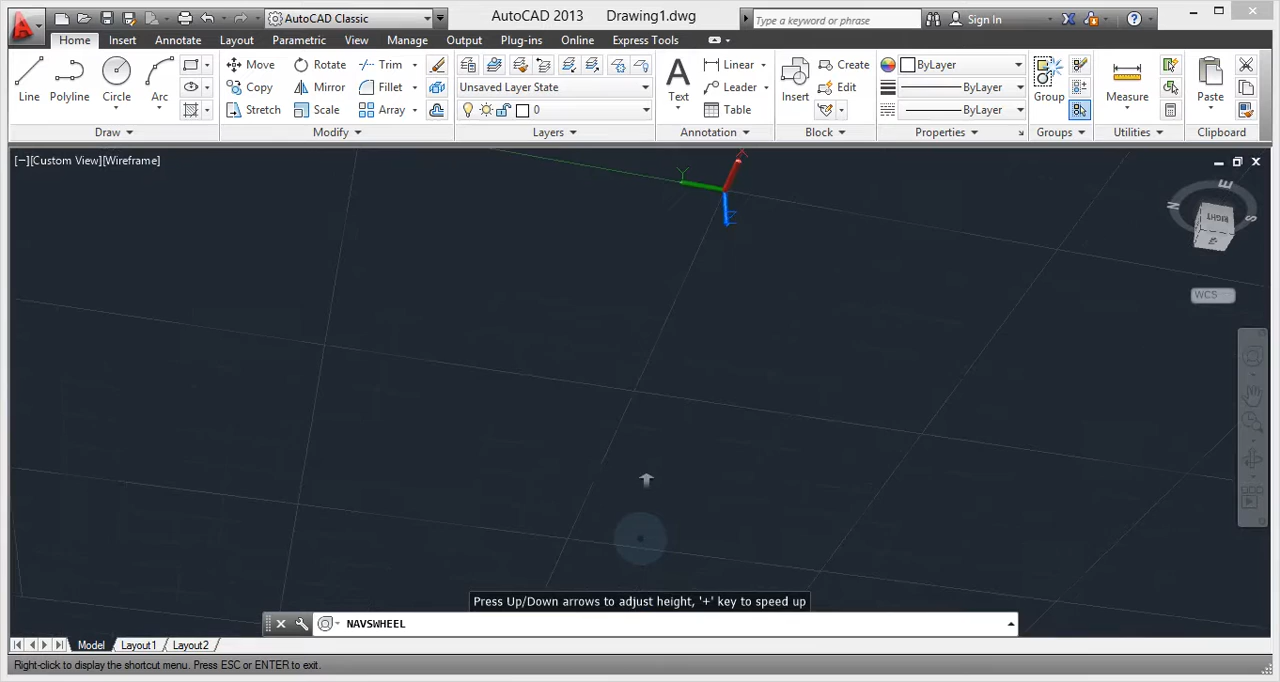 AutoCAD Classic
AutoCAD 2013 Drawing1.dwg
Type a keyword or phrase
Sign In
Home Insert Annotate Layout Parametric View Manage Output Plug-ins Online Express Tools
Line Polyline Circle Arc
Move Rotate Trim
Copy Mirror Fillet
Stretch Scale Array
Unsaved Layer State
0
Text
Linear
Leader
Table
Insert
Create
Edit
ByLayer
ByLayer
ByLayer
Group
Measure
Paste
Draw Modify Layers Annotation Block Properties Groups Utilities Clipboard
[−][Custom View][Wireframe]
X
Y
Z
E
N
S
RIGHT
WCS
Press Up/Down arrows to adjust height, '+' key to speed up
NAVSWHEEL
Model Layout1 Layout2
Right-click to display the shortcut menu. Press ESC or ENTER to exit.